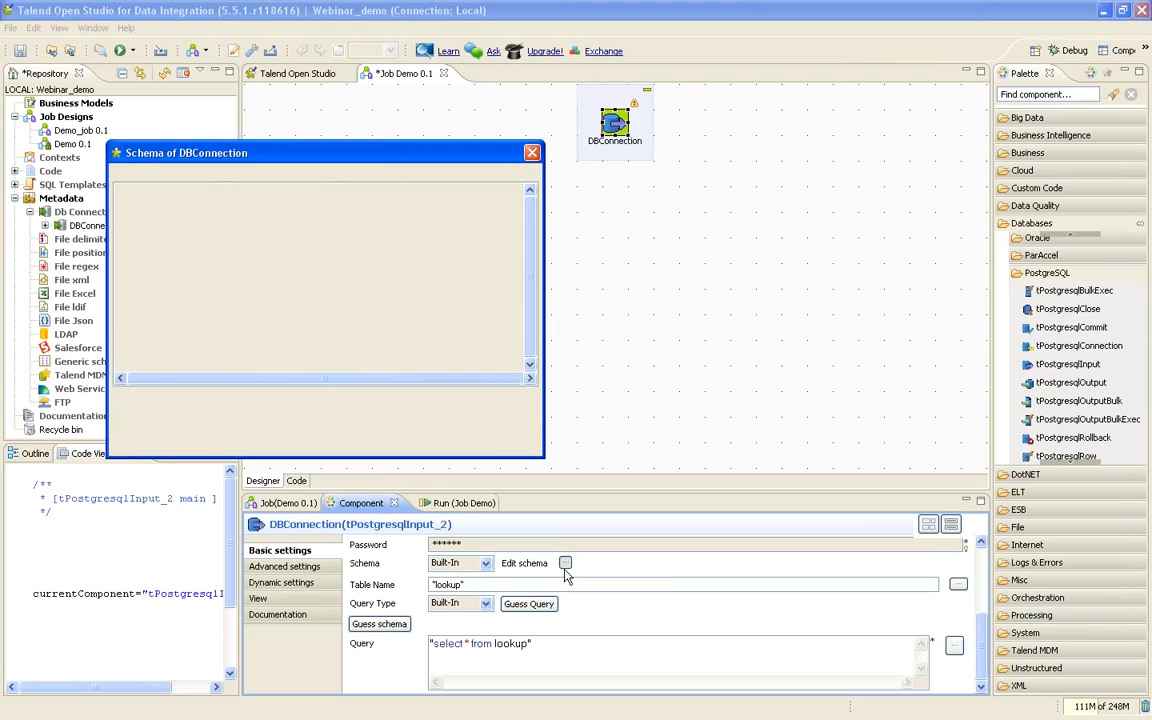 Talend Open Studio for Data Integration (5.5.1.r118616) | Webinar_demo (Connection: Local)
File Edit View Window Help
Learn Ask Upgrade! Exchange Debug Comp »
*Repository
LOCAL: Webinar_demo
Business Models
Job Designs
Demo_job 0.1
Demo 0.1
Contexts
Code
SQL Templates
Metadata
Db Connect
DBConne
File delimite
File position
File regex
File xml
File Excel
File ldif
File Json
LDAP
Salesforce
Generic sch
Talend MDM
Web Servic
FTP
Documentation
Recycle bin
Talend Open Studio *Job Demo 0.1
DBConnection
Schema of DBConnection
Designer Code
Palette
Find component...
Big Data
Business Intelligence
Business
Cloud
Custom Code
Data Quality
Databases
Oracle
ParAccel
PostgreSQL
tPostgresqlBulkExec
tPostgresqlClose
tPostgresqlCommit
tPostgresqlConnection
tPostgresqlInput
tPostgresqlOutput
tPostgresqlOutputBulk
tPostgresqlOutputBulkExec
tPostgresqlRollback
tPostgresqlRow
DotNET
ELT
ESB
File
Internet
Logs & Errors
Misc
Orchestration
Processing
System
Talend MDM
Unstructured
XML
Outline Code Vie
/**
* [tPostgresqlInput_2 main ]
*/
currentComponent="tPostgresqlI
Job(Demo 0.1) Component Run (Job Demo)
DBConnection(tPostgresqlInput_2)
Basic settings
Advanced settings
Dynamic settings
View
Documentation
Password ****** *
Schema Built-In Edit schema ...
Table Name "lookup" ...
Query Type Built-In Guess Query
Guess schema
Query "select * from lookup" * ...
111M of 248M